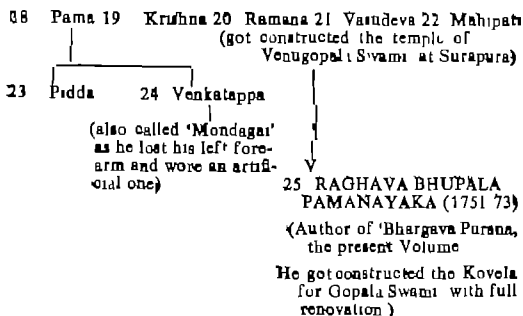 18 Pama 19 Krishna 20 Ramana 21 Vasudeva 22 Mahipati
(got constructed the temple of
Venugopala Swami at Surapura)
23 Pidda 24 Venkatappa
(also called 'Mondagai'
as he lost his left fore-
arm and wore an artifi-
cial one)
25 RAGHAVA BHUPALA
PAMANAYAKA (1751 73)
(Author of 'Bhargava Purana,
the present Volume
He got constructed the Kovela
for Gopala Swami with full
renovation )